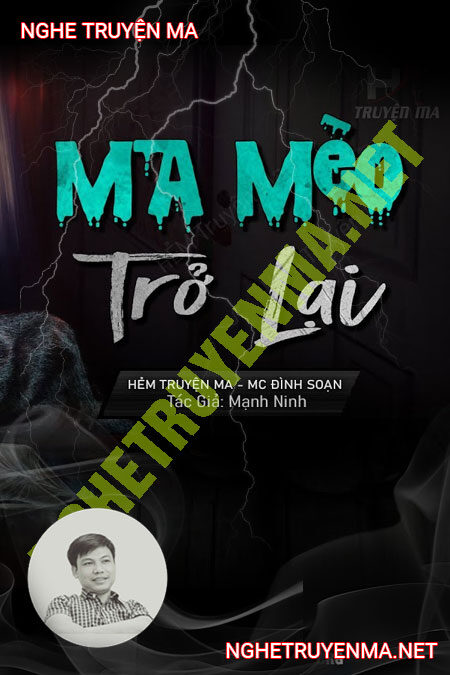 NGHE TRUYỆN MA
TRUYỆN MA
MA MÈO
Trở Lại
NGHETRUYENMA.NET
HẺM TRUYỆN MA - MC ĐÌNH SOẠN
Tác Giả: Mạnh Ninh
NGHETRUYENMA.NET